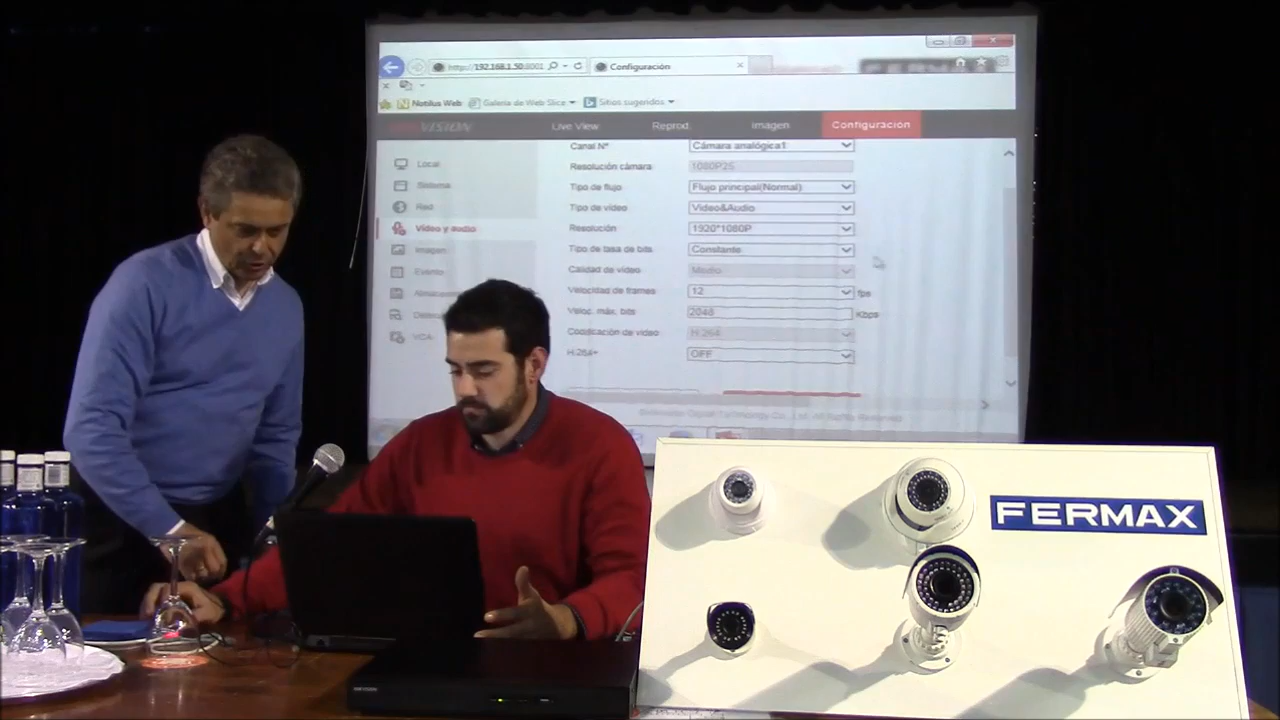 http://192.168.1.50:8001
Configuración
Notilus Web
Galería de Web Slice
Sitios sugeridos
VISION
Live View
Reprod.
Imagen
Configuración
Local
Sistema
Red
Vídeo y audio
Imagen
Evento
VCA
Canal Nº
Cámara analógica1
Resolución cámara
1080P25
Tipo de flujo
Flujo principal(Normal)
Tipo de vídeo
Video&Audio
Resolución
1920*1080P
Tipo de tasa de bits
Constante
Calidad de vídeo
Medio
Velocidad de frames
12
fps
Veloc. máx. bits
2048
Kbps
Codificación de vídeo
H.264
H.264+
OFF
FERMAX
HIKVISION